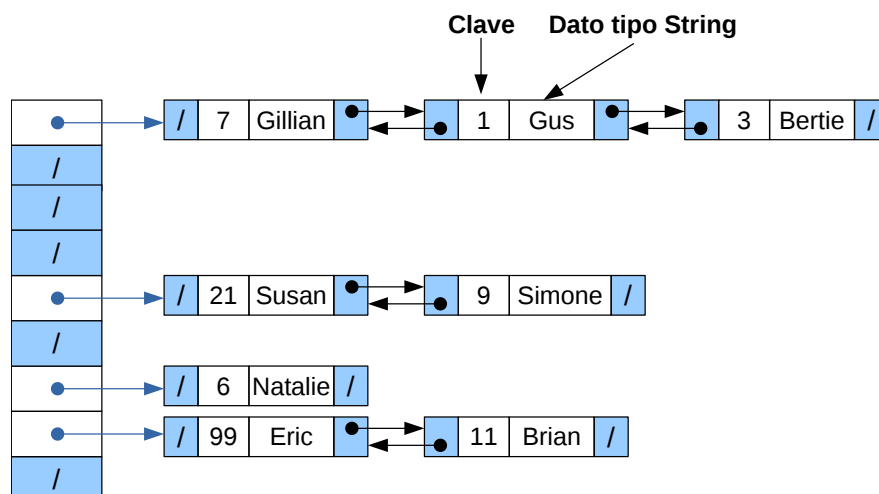 Clave Dato tipo String
/ 7 Gillian 1 Gus 3 Bertie /
/
/
/
/ 21 Susan 9 Simone /
/
/ 6 Natalie /
/ 99 Eric 11 Brian /
/